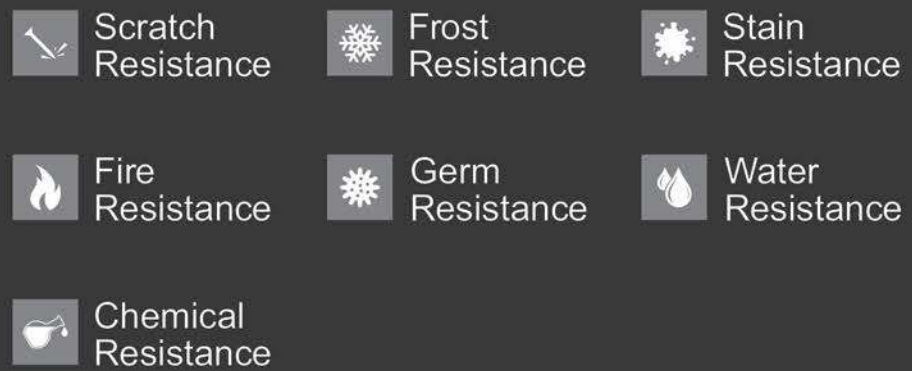 Scratch
Resistance
Frost
Resistance
Stain
Resistance
Fire
Resistance
Germ
Resistance
Water
Resistance
Chemical
Resistance